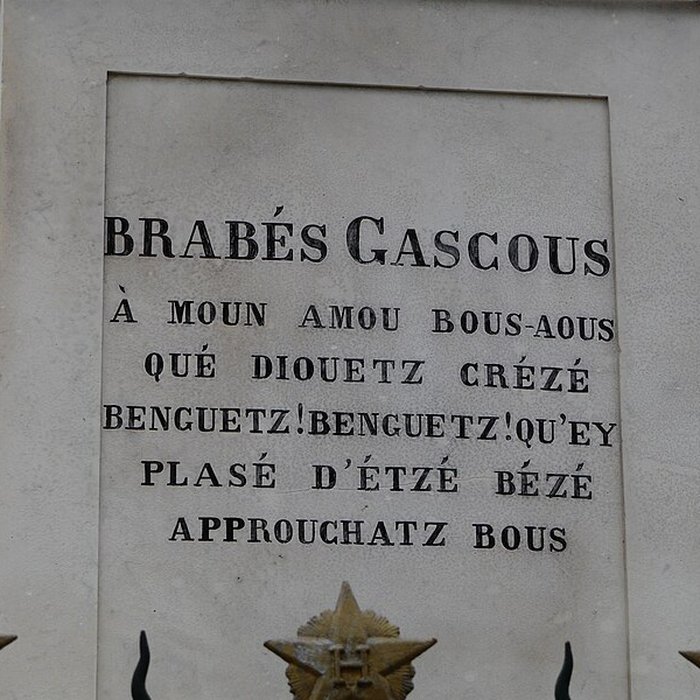 BRABÉS GASCOUS
À MOUN AMOU BOUS-AOUS
QUÉ DIOUETZ CRÉZÉ
BENGUETZ! BENGUETZ! QU'EY
PLASÉ D'ÉTZÉ BÉZÉ
APPROUCHATZ BOUS
H